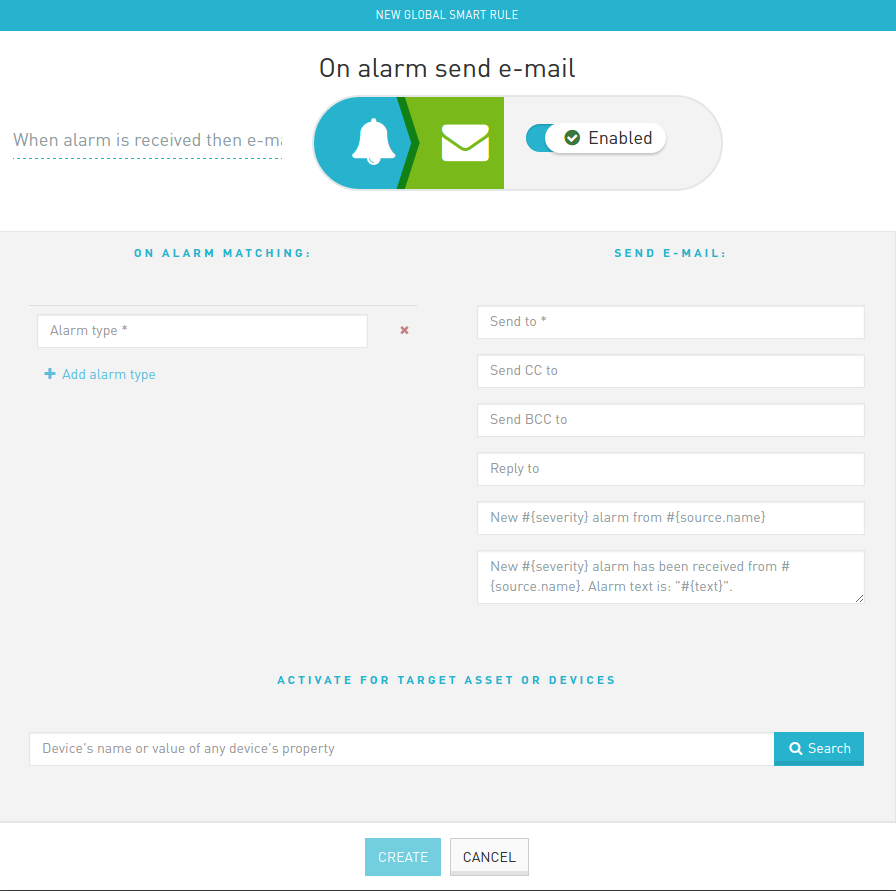 NEW GLOBAL SMART RULE
On alarm send e-mail
When alarm is received then e-ma
Enabled
ON ALARM MATCHING:
SEND E-MAIL:
Alarm type *
Add alarm type
Send to *
Send CC to
Send BCC to
Reply to
New #{severity} alarm from #{source.name}
New #{severity} alarm has been received from #
{source.name}. Alarm text is: "#{text}".
ACTIVATE FOR TARGET ASSET OR DEVICES
Device's name or value of any device's property
Search
CREATE
CANCEL